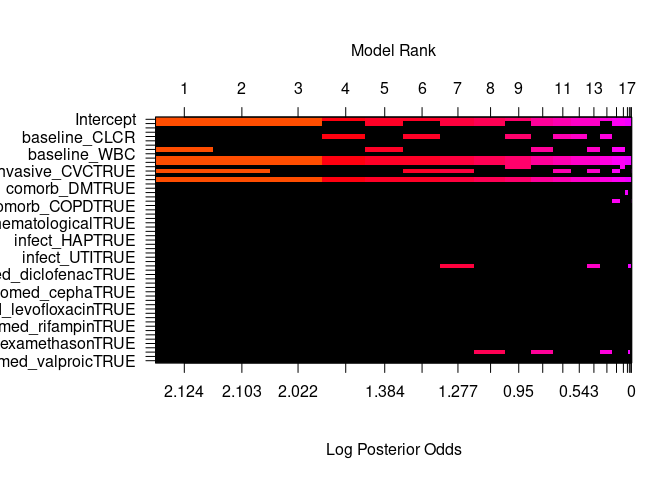 Model Rank
1 2 3 4 5 6 7 8 9 11 13 17
Intercept
baseline_CLCR
baseline_WBC
nvasive_CVCTRUE
comorb_DMTRUE
omorb_COPDTRUE
nematologicalTRUE
infect_HAPTRUE
infect_UTITRUE
ed_diclofenacTRUE
omed_cephaTRUE
l_levofloxacinTRUE
med_rifampinTRUE
examethasonTRUE
med_valproicTRUE
2.124 2.103 2.022 1.384 1.277 0.95 0.543 0
Log Posterior Odds